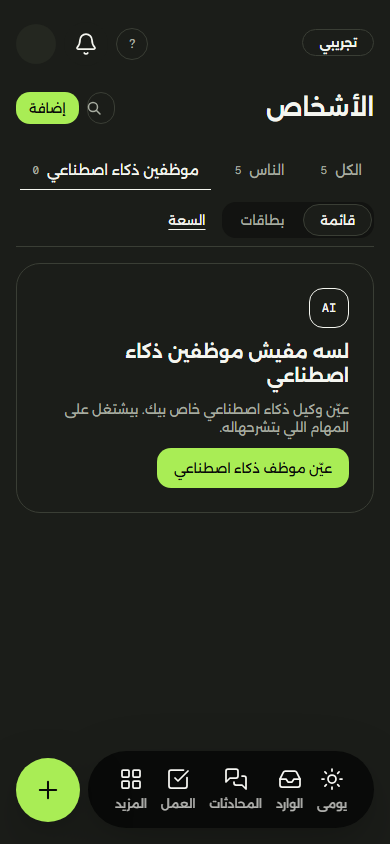 تجريبي
?
الأشخاص
إضافة
الكل 5
الناس 5
موظفين ذكاء اصطناعي 0
قائمة
بطاقات
السعة
AI
لسه مفيش موظفين ذكاء
اصطناعي
عيّن وكيل ذكاء اصطناعي خاص بيك. بيشتغل على
المهام اللي بتشرحهاله.
عيّن موظف ذكاء اصطناعي
يومي
الوارد
المحادثات
العمل
المزيد